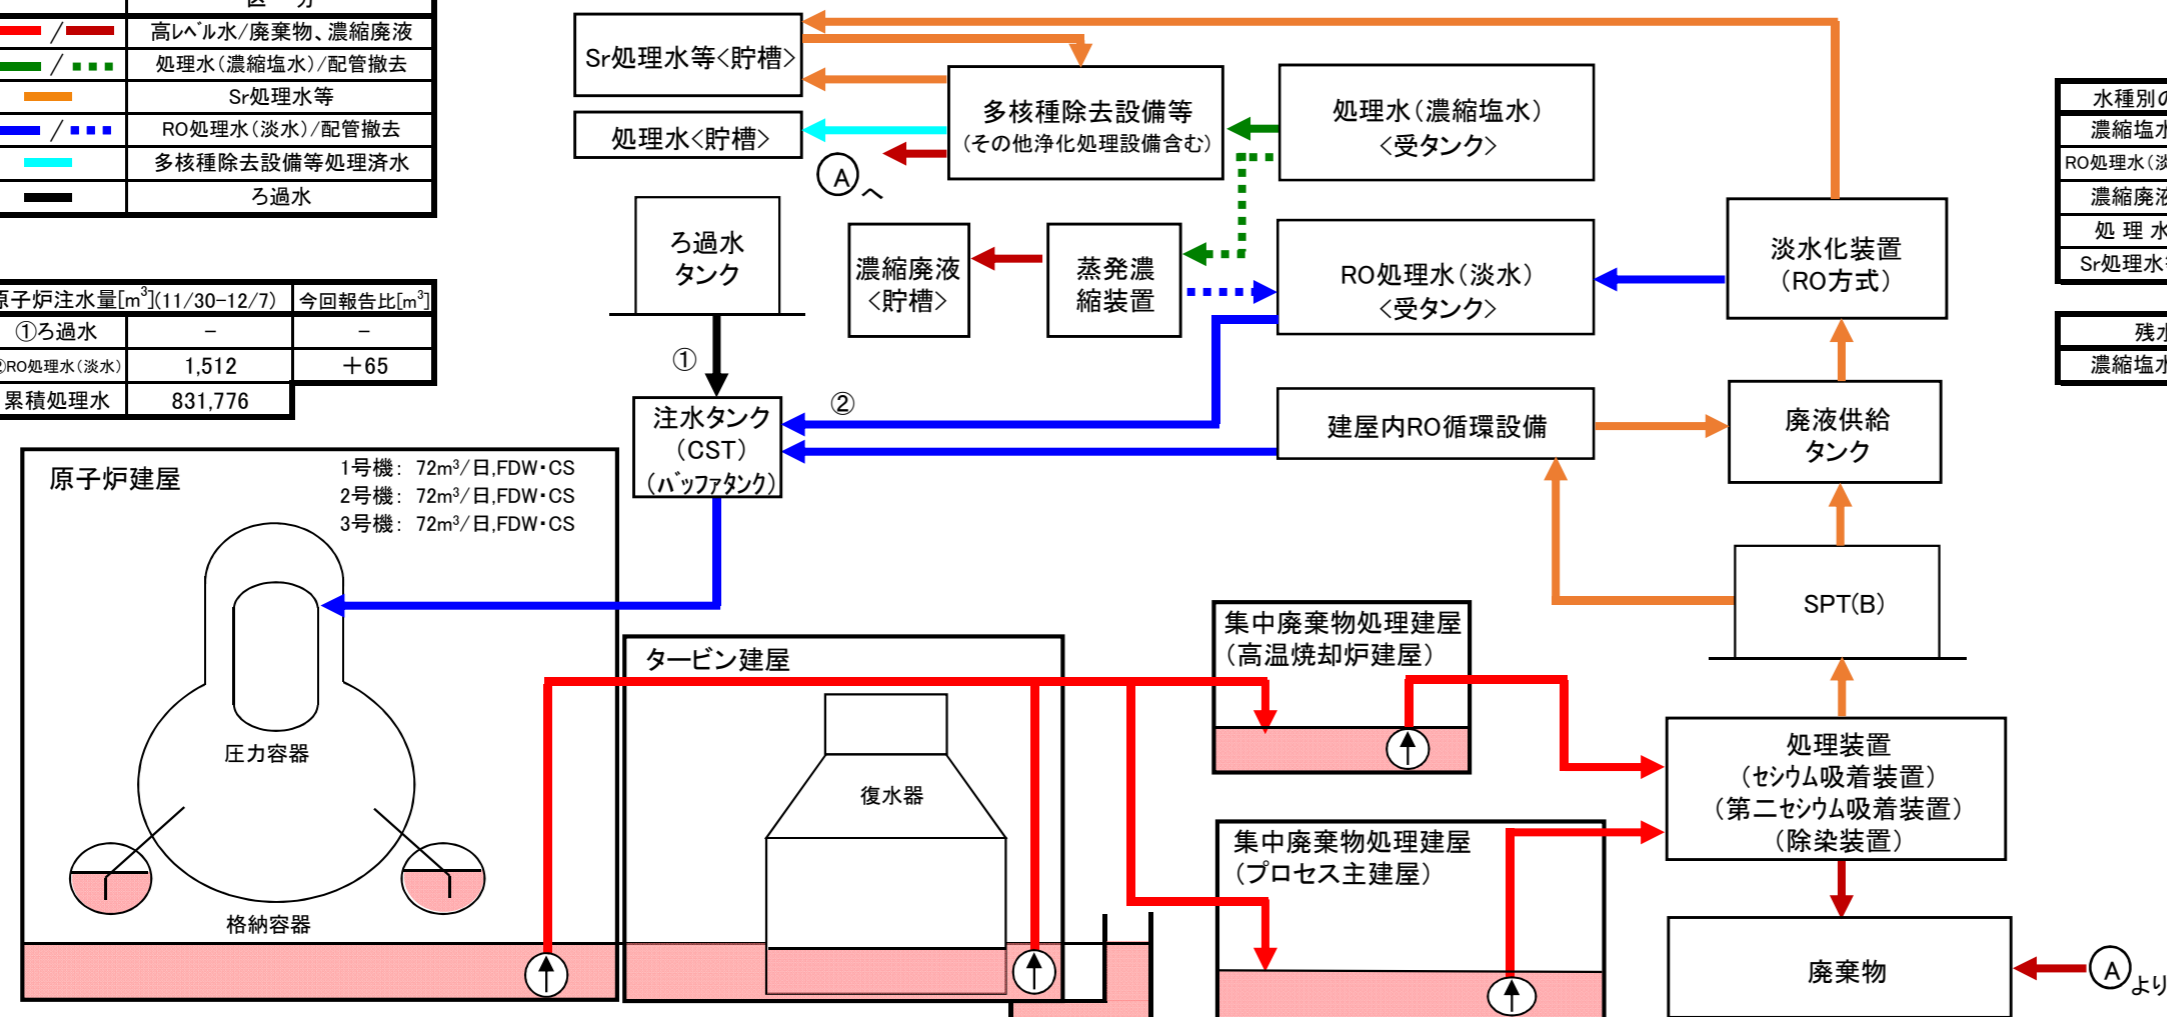 区 分
/
高ﾚﾍﾞﾙ水/廃棄物、濃縮廃液
/
処理水(濃縮塩水)/配管撤去
Sr処理水等
/
RO処理水(淡水)/配管撤去
多核種除去設備等処理済水
ろ過水
原子炉注水量[m³](11/30-12/7)
今回報告比[m³]
①ろ過水
-
-
②RO処理水(淡水)
1,512
+65
累積処理水
831,776
Sr処理水等<貯槽>
処理水<貯槽>
多核種除去設備等
(その他浄化処理設備含む)
処理水(濃縮塩水)
<受タンク>
A
へ
ろ過水
タンク
濃縮廃液
<貯槽>
蒸発濃
縮装置
RO処理水(淡水)
<受タンク>
淡水化装置
(RO方式)
水種別の
濃縮塩水
RO処理水(淡
濃縮廃液
処 理 水
Sr処理水
残水
濃縮塩水
①
②
注水タンク
(CST)
(ﾊﾞｯﾌｧタンク)
建屋内RO循環設備
廃液供給
タンク
SPT(B)
原子炉建屋
1号機: 72m³/日,FDW・CS
2号機: 72m³/日,FDW・CS
3号機: 72m³/日,FDW・CS
圧力容器
格納容器
タービン建屋
復水器
集中廃棄物処理建屋
(高温焼却炉建屋)
集中廃棄物処理建屋
(プロセス主建屋)
処理装置
(ｾｼｳﾑ吸着装置)
(第二ｾｼｳﾑ吸着装置)
(除染装置)
廃棄物
A
より